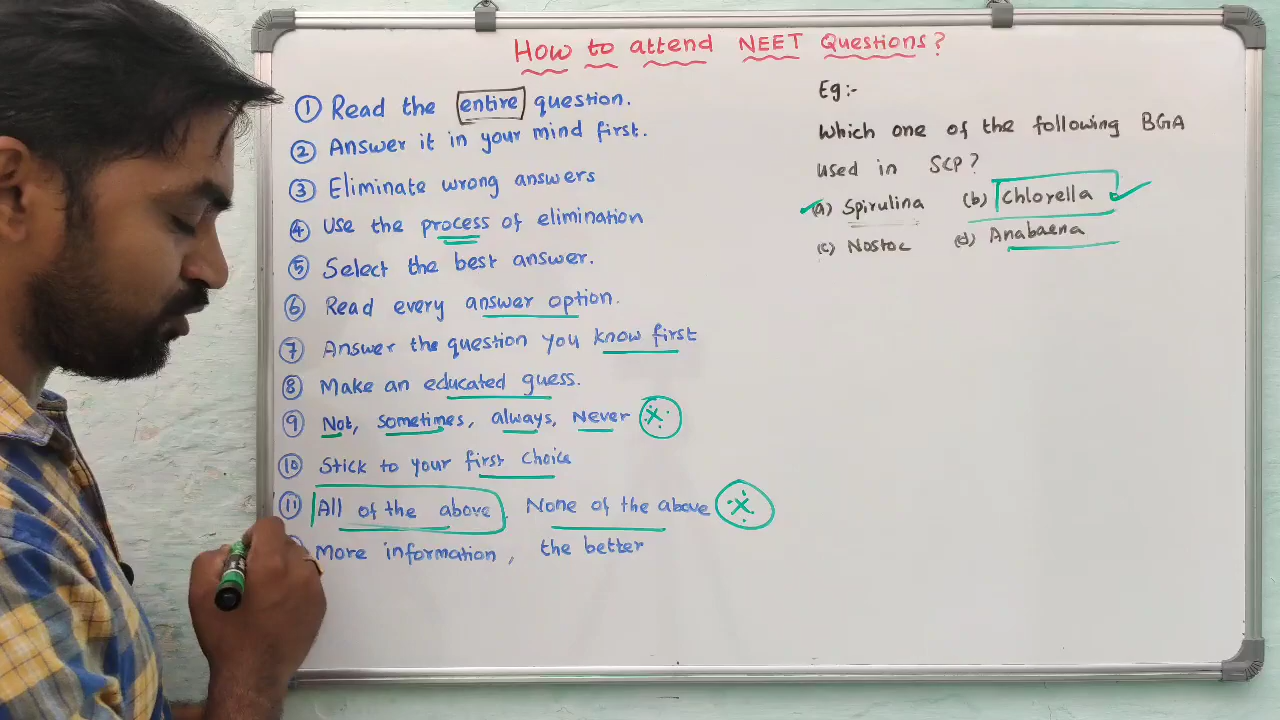 How to attend NEET Questions?
① Read the entire question.
② Answer it in your mind first.
③ Eliminate wrong answers
④ Use the process of elimination
⑤ Select the best answer.
⑥ Read every answer option.
⑦ Answer the question you know first
⑧ Make an educated guess.
⑨ Not, sometimes, always, Never
⑩ Stick to your first choice
⑪ All of the above, None of the above
More information, the better
Eg:-
Which one of the following BGA
used in SCP?
(a) Spirulina (b) Chlorella
(c) Nostoc (d) Anabaena